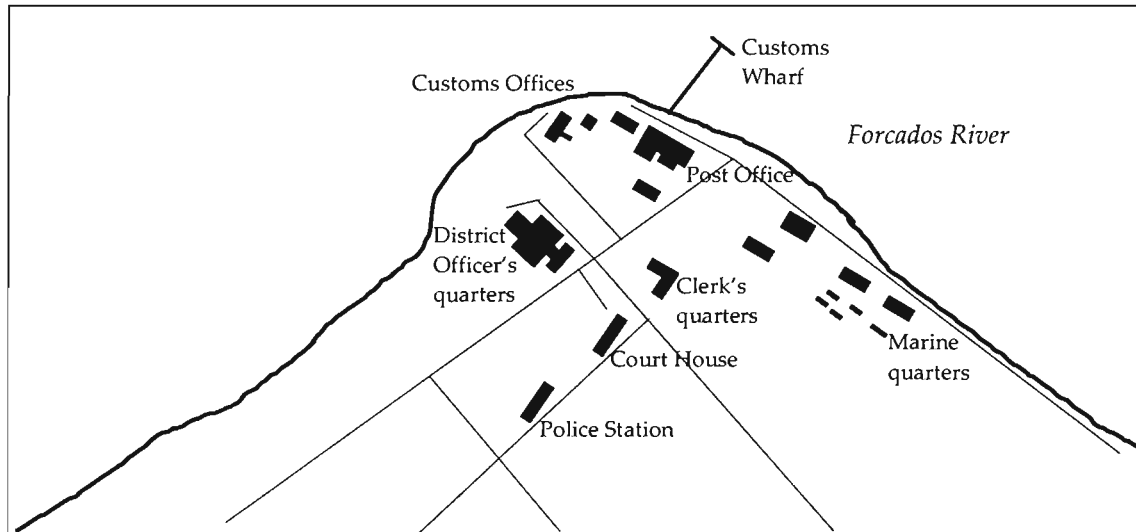 Customs
Wharf
Customs Offices
Forcados River
Post Office
District
Officer's
quarters
Clerk's
quarters
Court House
Marine
quarters
Police Station